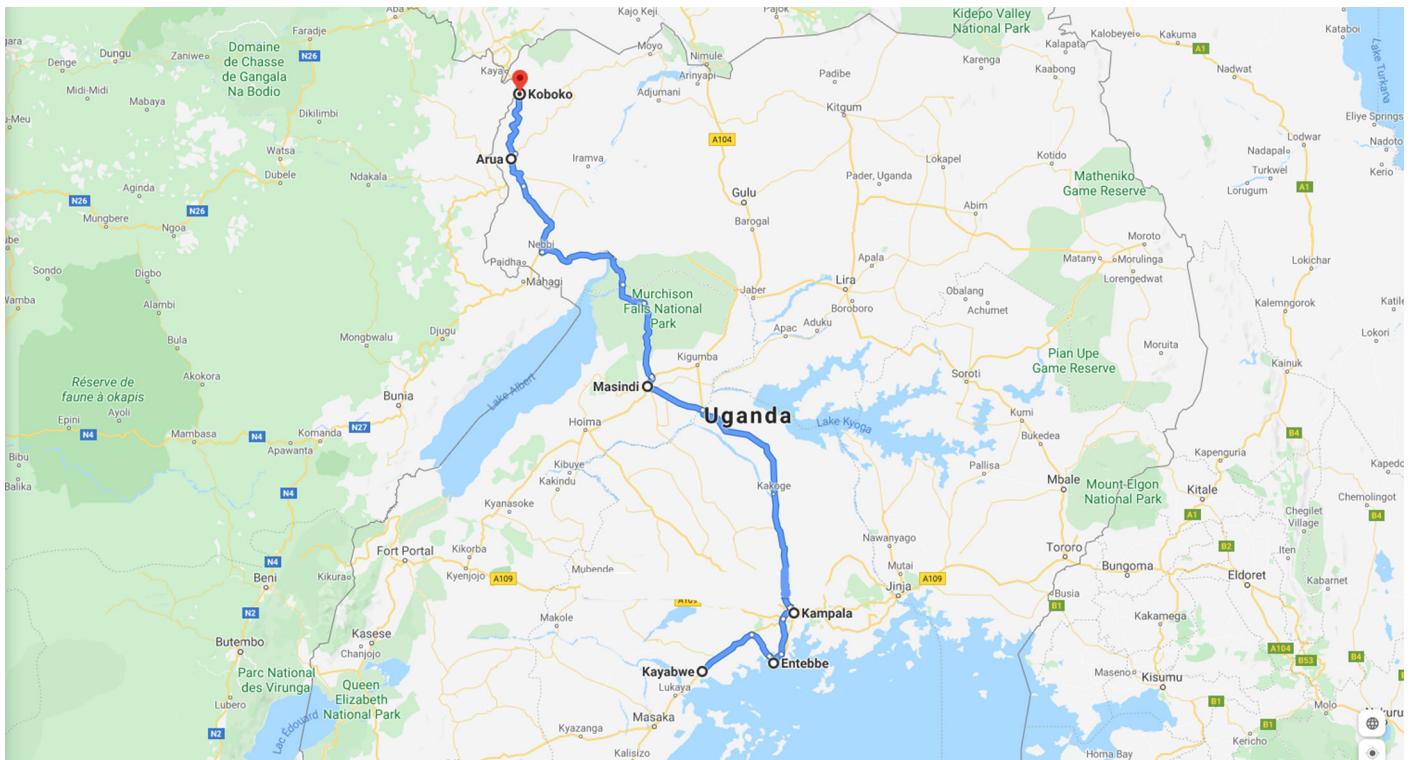 Aba
Kajo Keji
Pajok
Kidepo Valley
National Park
Kataboi
Faradje
Moyo
Nimule
Kalapata
Kalobeyei
Kakuma
A1
Lake Turkana
Domaine
de Chasse
de Gangala
Na Bodio
Dungu
Zaniwe
Denge
N26
Kaya
Arinyapi
Padibe
Karenga
Kaabong
Nadwat
Midi-Midi
Mabaya
Koboko
Adjumani
Kitgum
Dikilimbi
Eliye Springs
A104
Lodwar
Nadoto
Watsa
Arua
Iramva
Lokapel
Kotido
Nadapal
Turkwel
Kerio
Dubele
Ndakala
Pader, Uganda
Matheniko
Game Reserve
Lorugum
A1
Aginda
N26
N26
Gulu
Abim
Mungbere
Ngoa
Barogal
Moroto
Nebbi
Paidha
Mahagi
Apala
Matany
Morulinga
Lokichar
Sondo
Digbo
Lorengedwat
Murchison
Falls National
Park
Jaber
Lira
Obalang
Achumet
Alambi
Boroboro
Kalemngorok
Mongbwalu
Djugu
Apac
Aduku
Lokori
Bula
Kigumba
Pian Upe
Game Reserve
Moruita
Kainuk
Réserve de
faune à okapis
Akokora
Bunia
Lake Albert
Masindi
Soroti
Uganda
Lake Kyoga
Kumi
Epini
Ayoli
N4
Mambasa
N4
Komanda
N27
Apawanta
Hoima
Bukedea
B4
Bibu
Balika
Kibuye
Kakindu
Pallisa
Kapenguria
N4
Kyanasoke
Kakoge
Mbale
Mount Elgon
National Park
Kitale
Chemolingot
A1
Chegilet
Village
B4
Nawanyago
Fort Portal
Kikorba
Tororo
B2
Iten
N4
Beni
Kikura
Kyenjojo
A109
Mubende
Mutai
Jinja
A109
Bungoma
Eldoret
Kabarnet
N2
Busia
B1
Makole
Kampala
Kakamega
Butembo
Kasese
Chanjojo
A104
B53
B4
Kayabwe
Entebbe
Parc National
des Virunga
Queen
Elizabeth
National Park
Lukaya
Maseno
Kisumu
Lubero
Masaka
B1
Molo
N2
Lac Édouard
Kyazanga
Kalisizo
B1
Kericho
Homa Bay